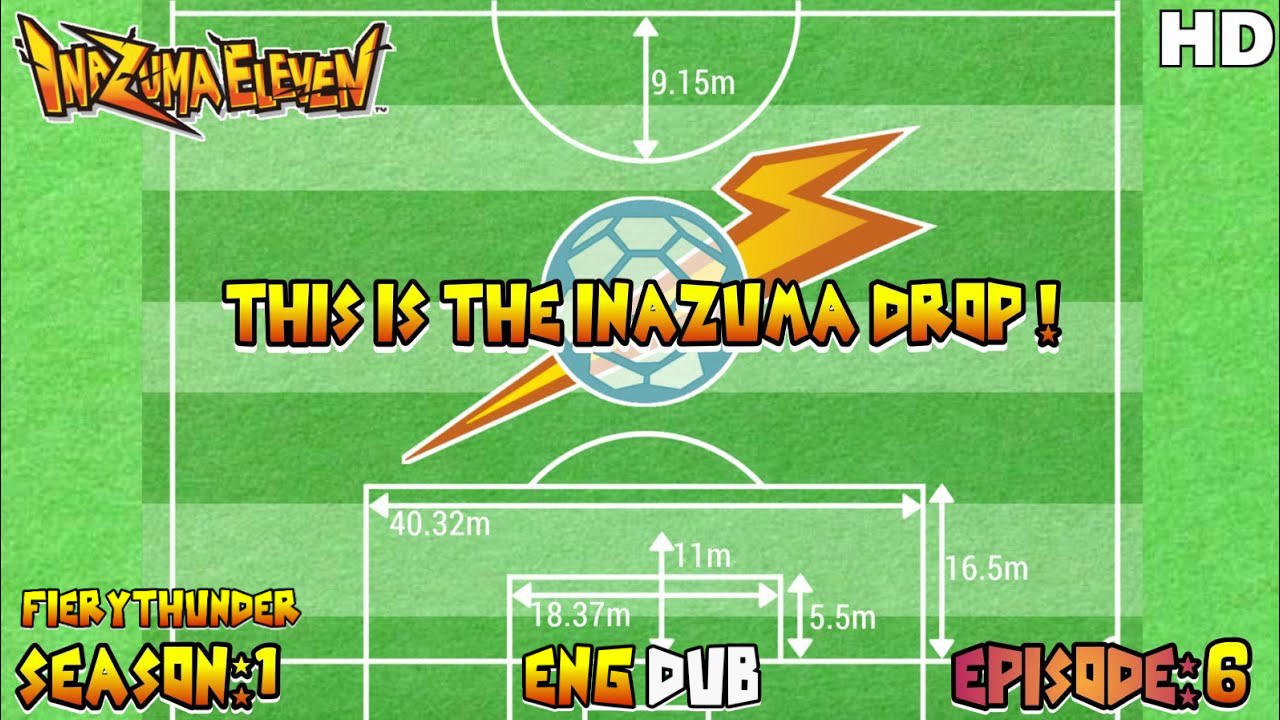 INAZUMA ELEVEN™
HD
9.15m
THIS IS THE INAZUMA DROP !
40.32m
11m
16.5m
18.37m
5.5m
FIERYTHUNDER
SEASON:1
ENG DUB
EPISODE:6